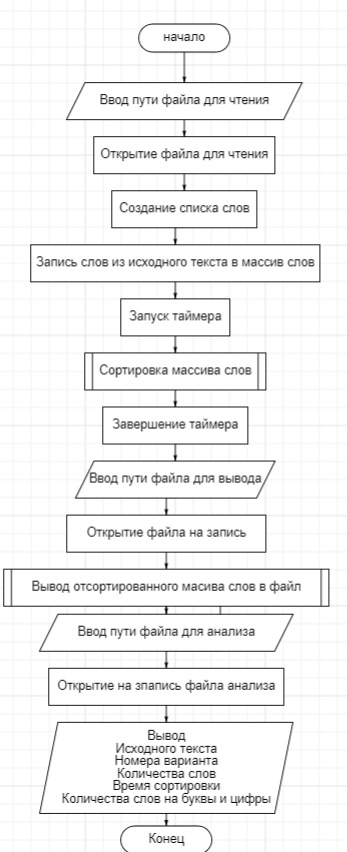 начало
Ввод пути файла для чтения
Открытие файла для чтения
Создание списка слов
Запись слов из исходного текста в массив слов
Запуск таймера
Сортировка массива слов
Завершение таймера
Ввод пути файла для вывода
Открытие файла на запись
Вывод отсортированного масива слов в файл
Ввод пути файла для анализа
Открытие на зпапись файла анализа
Вывод
Исходного текста
Номера варианта
Количества слов
Время сортировки
Количества слов на буквы и цифры
Конец